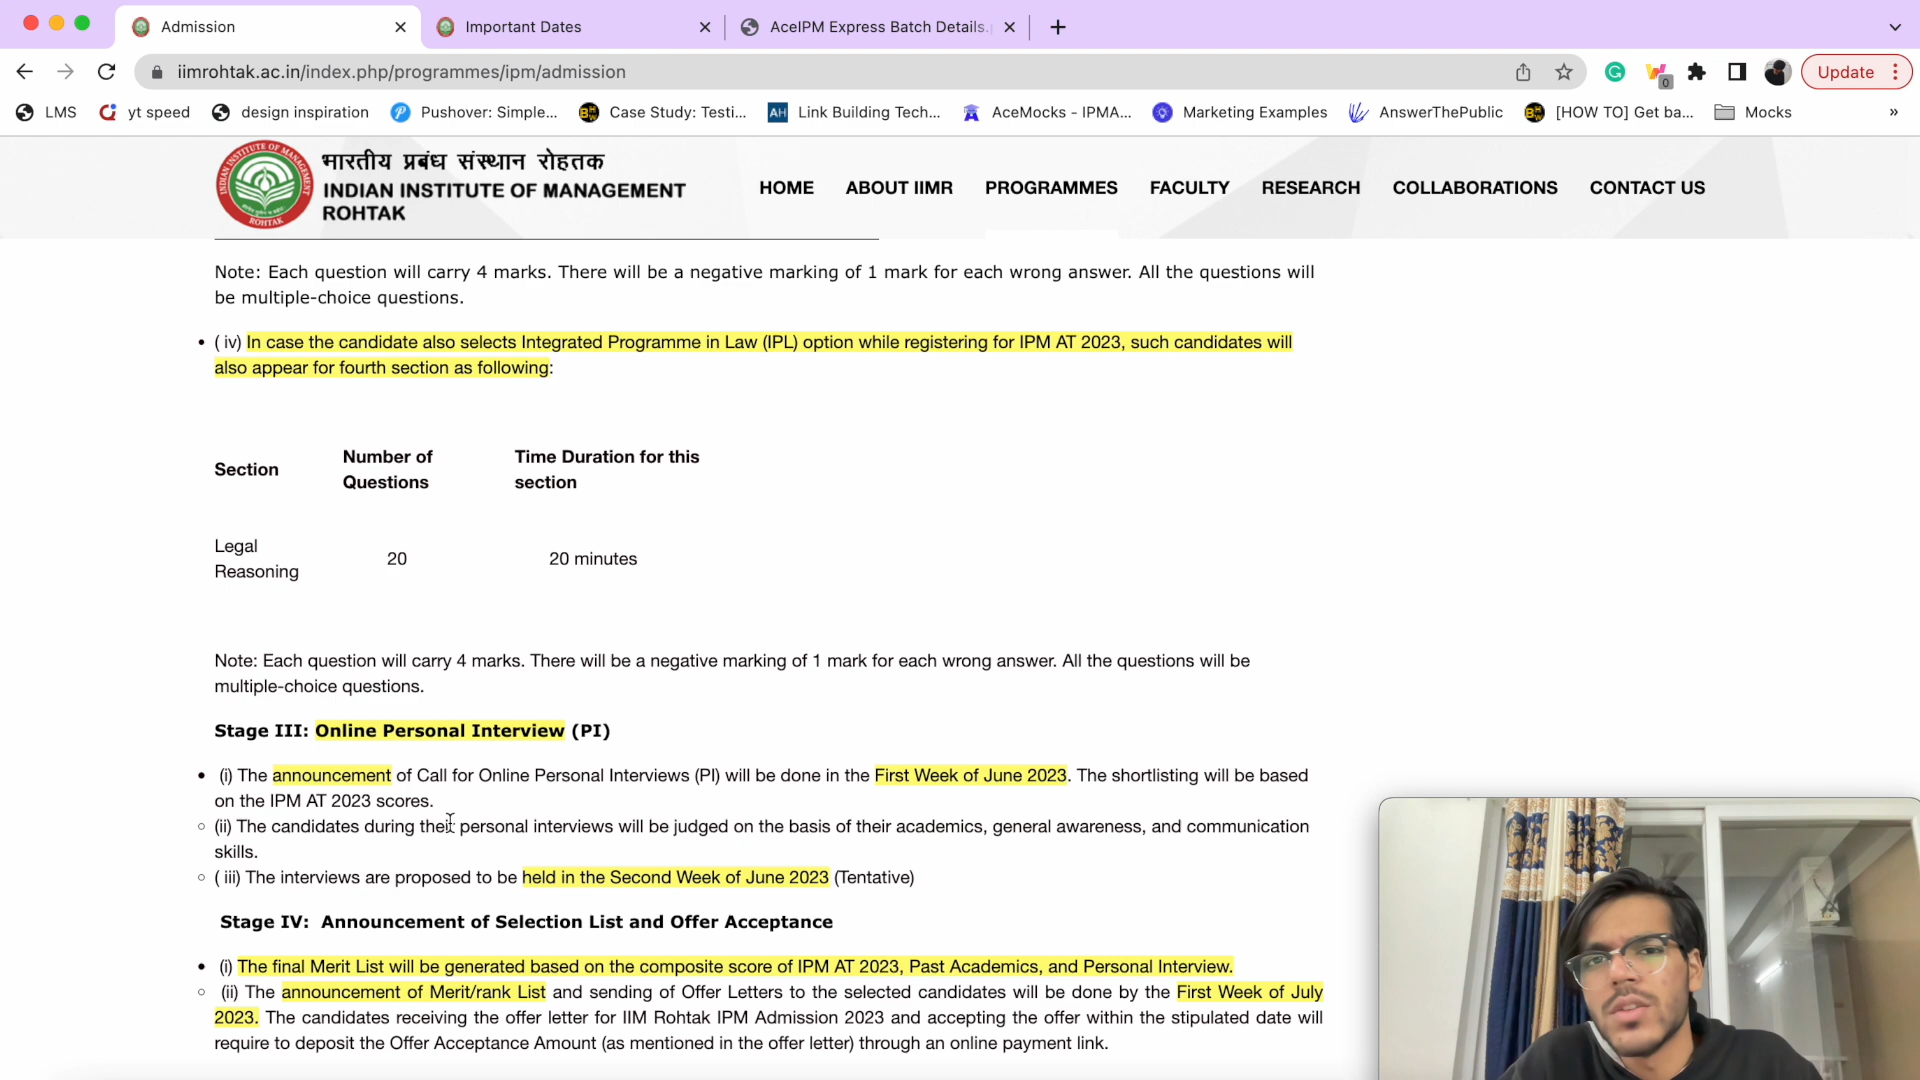 Admission
Important Dates
AceIPM Express Batch Details.
iimrohtak.ac.in/index.php/programmes/ipm/admission
0
Update
LMS
yt speed
design inspiration
Pushover: Simple...
Case Study: Testi...
AH
Link Building Tech...
AceMocks - IPMA...
Marketing Examples
AnswerThePublic
[HOW TO] Get ba...
Mocks
»
भारतीय प्रबंध संस्थान रोहतक
INDIAN INSTITUTE OF MANAGEMENT
ROHTAK
HOME
ABOUT IIMR
PROGRAMMES
FACULTY
RESEARCH
COLLABORATIONS
CONTACT US
Note: Each question will carry 4 marks. There will be a negative marking of 1 mark for each wrong answer. All the questions will
be multiple-choice questions.
• ( iv) In case the candidate also selects Integrated Programme in Law (IPL) option while registering for IPM AT 2023, such candidates will
also appear for fourth section as following:
Section
Number of
Questions
Time Duration for this
section
Legal
Reasoning
20
20 minutes
Note: Each question will carry 4 marks. There will be a negative marking of 1 mark for each wrong answer. All the questions will be
multiple-choice questions.
Stage III: Online Personal Interview (PI)
• (i) The announcement of Call for Online Personal Interviews (PI) will be done in the First Week of June 2023. The shortlisting will be based
on the IPM AT 2023 scores.
○ (ii) The candidates during their personal interviews will be judged on the basis of their academics, general awareness, and communication
skills.
○ ( iii) The interviews are proposed to be held in the Second Week of June 2023 (Tentative)
Stage IV: Announcement of Selection List and Offer Acceptance
• (i) The final Merit List will be generated based on the composite score of IPM AT 2023, Past Academics, and Personal Interview.
○ (ii) The announcement of Merit/rank List and sending of Offer Letters to the selected candidates will be done by the First Week of July
2023. The candidates receiving the offer letter for IIM Rohtak IPM Admission 2023 and accepting the offer within the stipulated date will
require to deposit the Offer Acceptance Amount (as mentioned in the offer letter) through an online payment link.